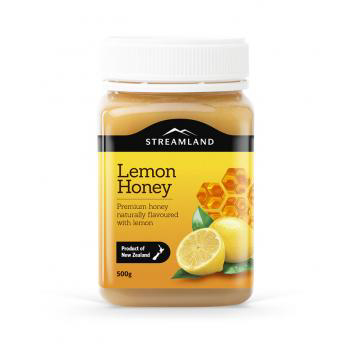 STREAMLAND
Lemon
Honey
Premium honey
naturally flavoured
with lemon
Product of
New Zealand
500g